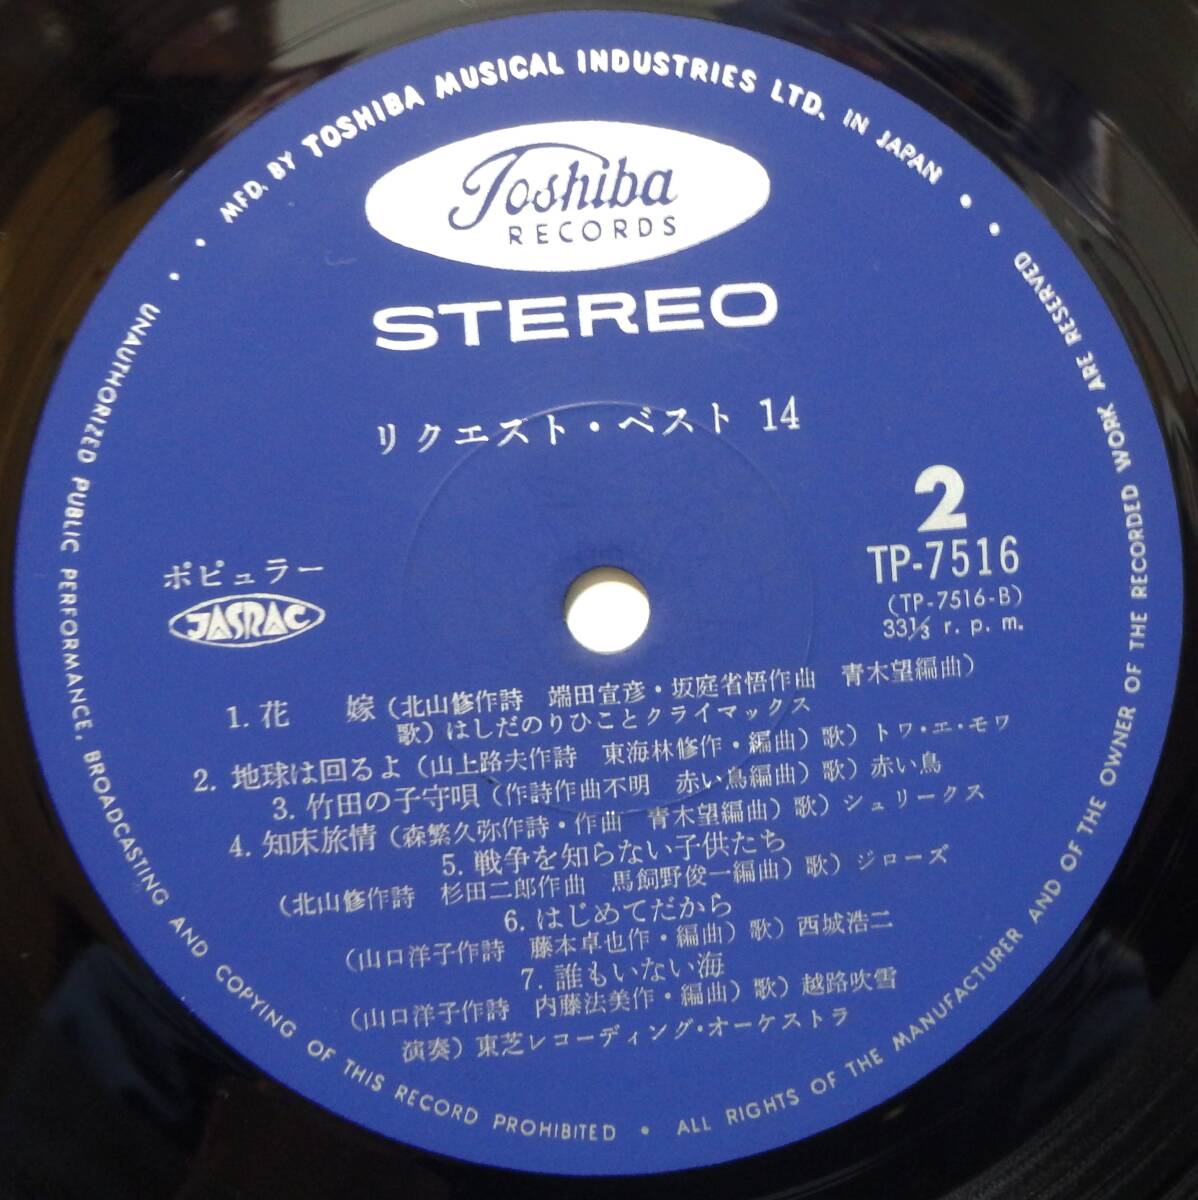 MFD. BY TOSHIBA MUSICAL INDUSTRIES LTD. IN JAPAN
Toshiba
RECORDS
STEREO
リクエスト・ベスト 14
2
TP-7516
(TP-7516-B)
33⅓ r. p. m.
ポピュラー
JASRAC
1. 花　　嫁 (北山修作詩　端田宣彦・坂庭省悟作曲　青木望編曲)
歌) はしだのりひことクライマックス
2. 地球は回るよ (山上路夫作詩　東海林修作・編曲) 歌) トワ・エ・モワ
3. 竹田の子守唄 (作詩作曲不明　赤い鳥編曲) 歌) 赤い鳥
4. 知床旅情 (森繁久弥作詩・作曲　青木望編曲) 歌) シュリークス
5. 戦争を知らない子供たち
(北山修作詩　杉田二郎作曲　馬飼野俊一編曲) 歌) ジローズ
6. はじめてだから
(山口洋子作詩　藤本卓也作・編曲) 歌) 西城浩二
7. 誰もいない海
(山口洋子作詩　内藤法美作・編曲) 歌) 越路吹雪
演奏) 東芝レコーディング・オーケストラ
UNAUTHORIZED PUBLIC PERFORMANCE, BROADCASTING AND COPYING OF THIS RECORD PROHIBITED • ALL RIGHTS OF THE MANUFACTURER AND OF THE OWNER OF THE RECORDED WORK ARE RESERVED